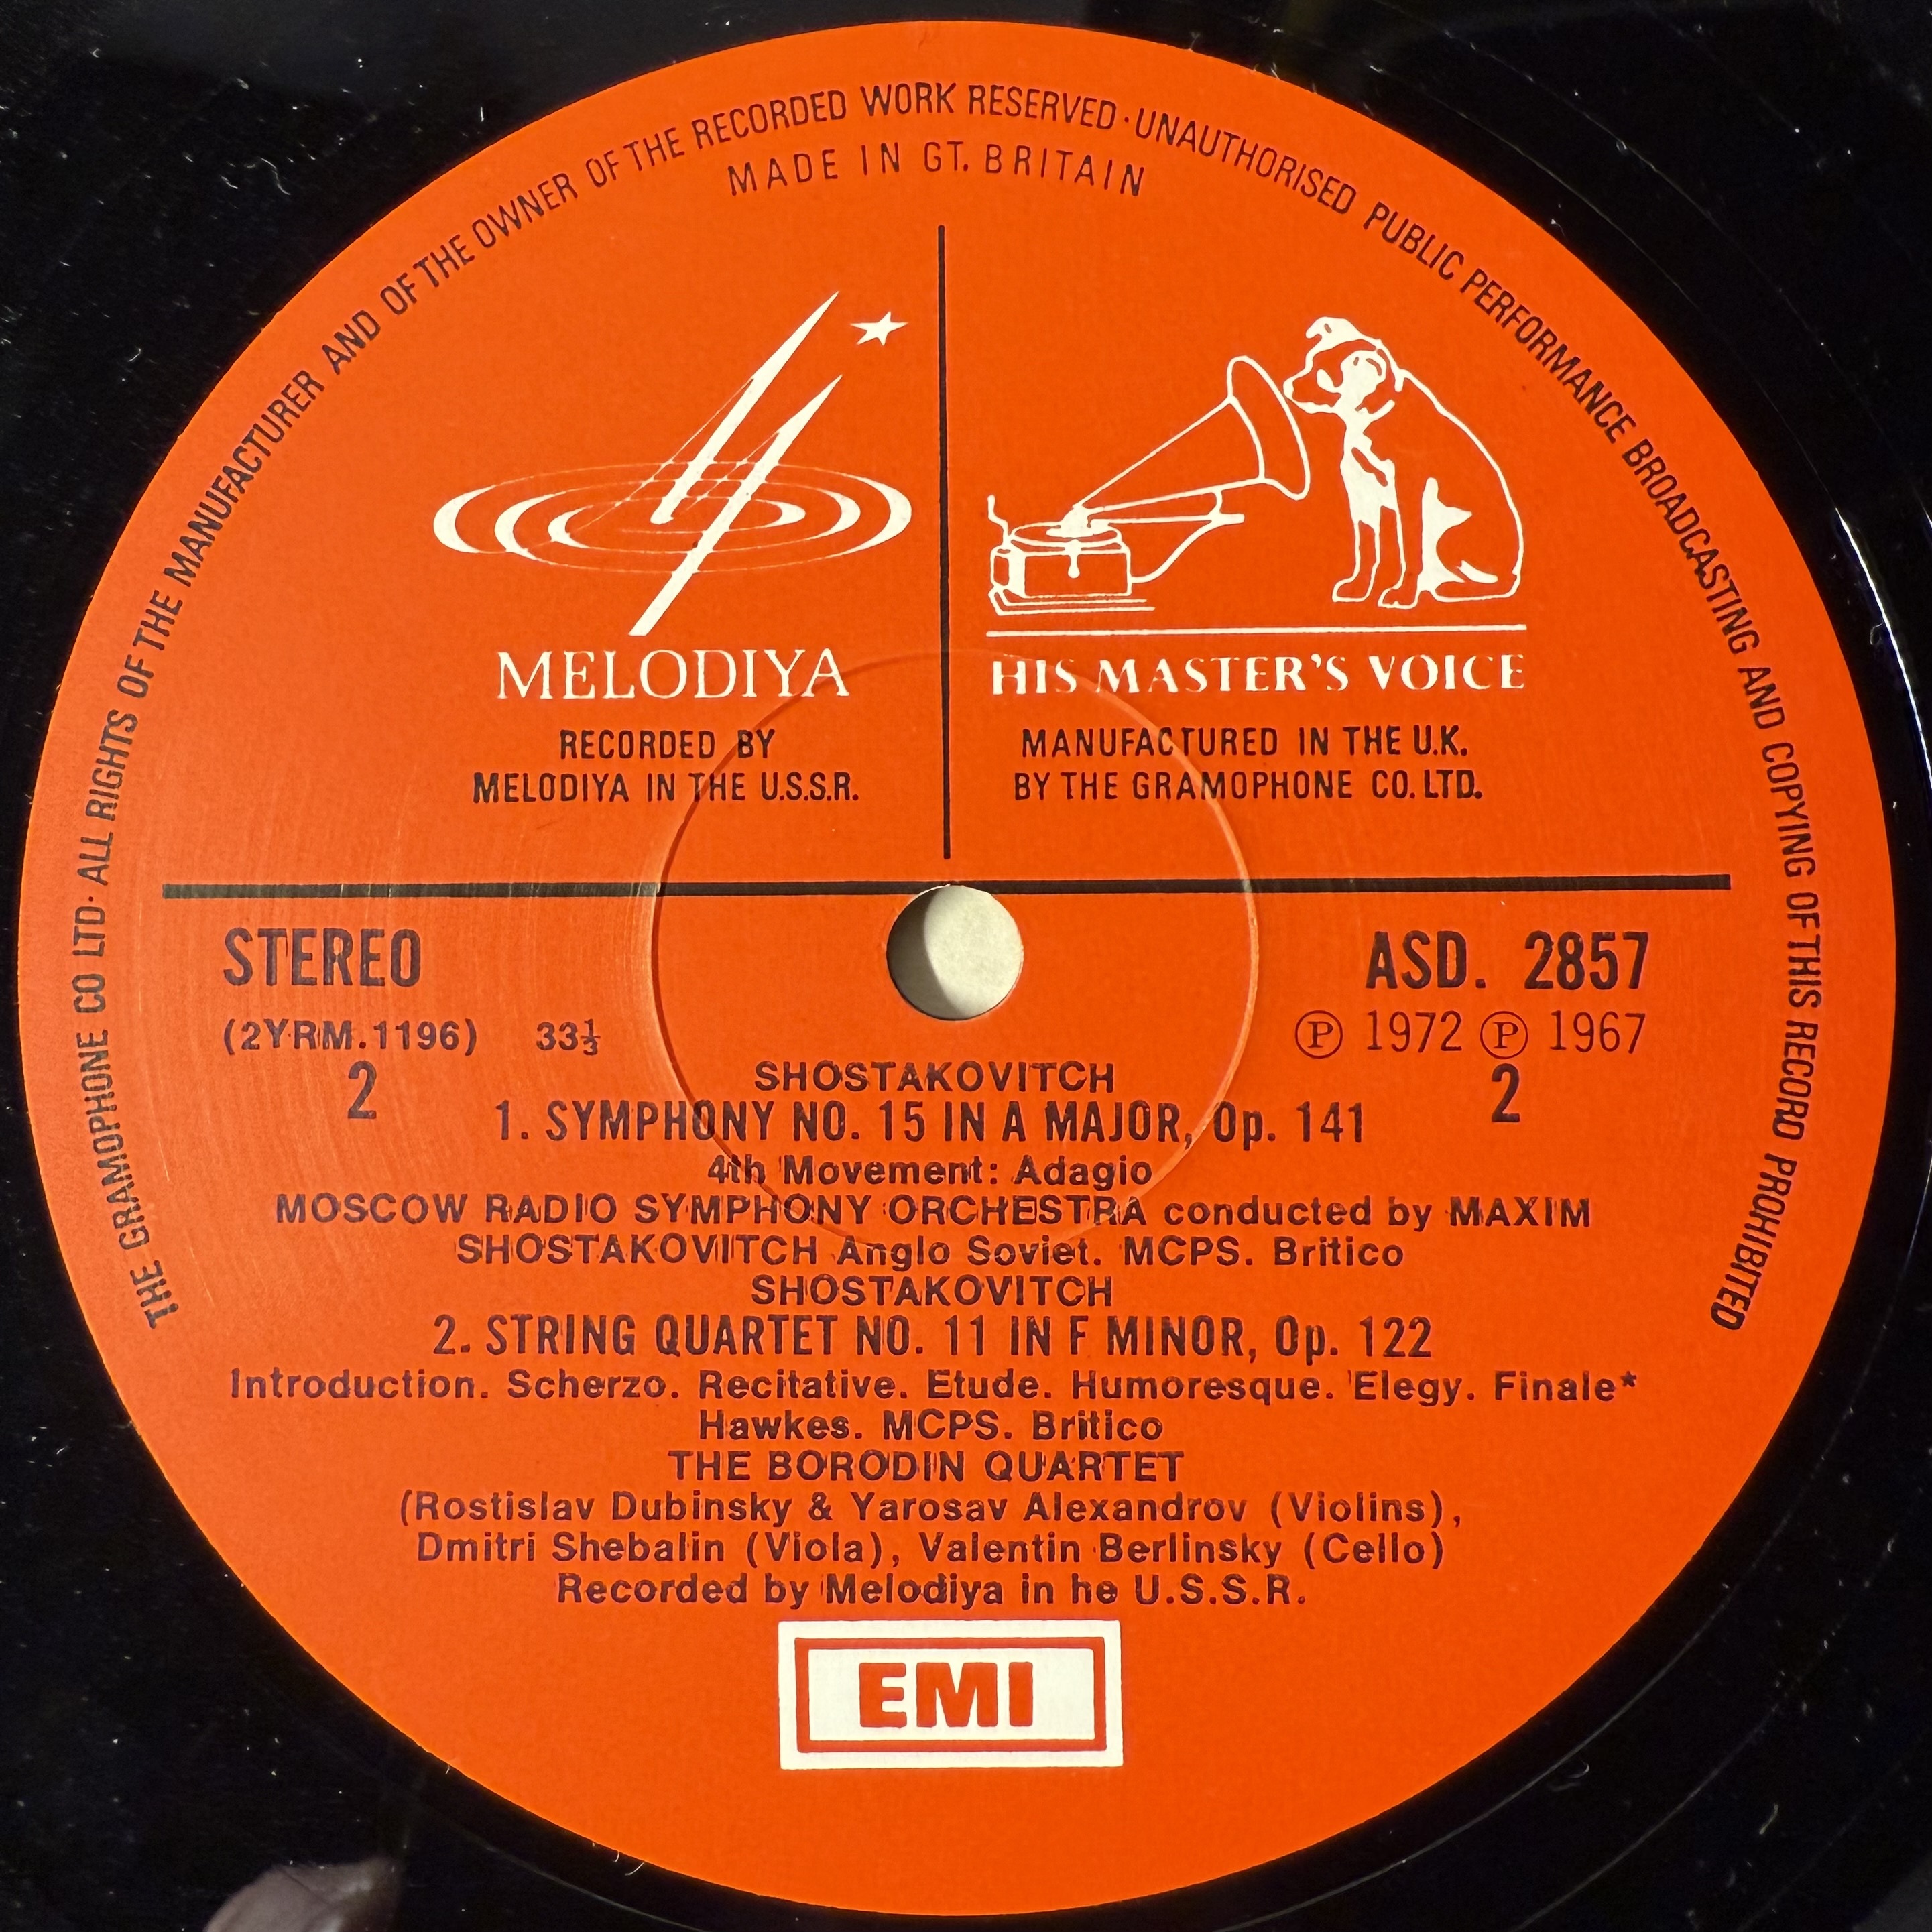 THE GRAMOPHONE CO LTD · ALL RIGHTS OF THE MANUFACTURER AND OF THE OWNER OF THE RECORDED WORK RESERVED · UNAUTHORISED PUBLIC PERFORMANCE BROADCASTING AND COPYING OF THIS RECORD PROHIBITED
MADE IN GT. BRITAIN
MELODIYA
RECORDED BY
MELODIYA IN THE U.S.S.R.
HIS MASTER'S VOICE
MANUFACTURED IN THE U.K.
BY THE GRAMOPHONE CO. LTD.
STEREO
(2YRM.1196) 33⅓
2
ASD. 2857
Ⓟ 1972 Ⓟ 1967
2
SHOSTAKOVITCH
1. SYMPHONY NO. 15 IN A MAJOR, Op. 141
4th Movement: Adagio
MOSCOW RADIO SYMPHONY ORCHESTRA conducted by MAXIM
SHOSTAKOVITCH Anglo Soviet. MCPS. Britico
SHOSTAKOVITCH
2. STRING QUARTET NO. 11 IN F MINOR, Op. 122
Introduction. Scherzo. Recitative. Etude. Humoresque. Elegy. Finale*
Hawkes. MCPS. Britico
THE BORODIN QUARTET
(Rostislav Dubinsky & Yarosav Alexandrov (Violins),
Dmitri Shebalin (Viola), Valentin Berlinsky (Cello)
Recorded by Melodiya in he U.S.S.R.
EMI